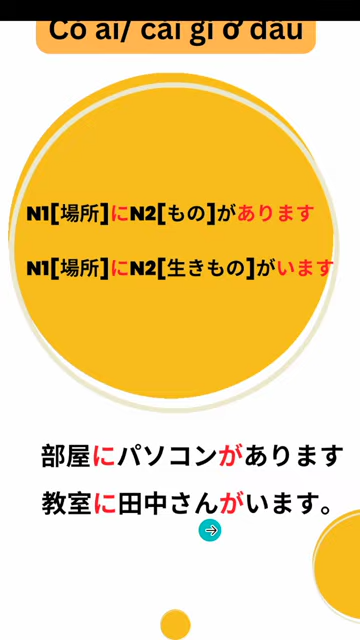 Có ai/ cái gì ở đâu
N1[場所]にN2[もの]があります
N1[場所]にN2[生きもの]がいます
部屋にパソコンがあります
教室に田中さんがいます。